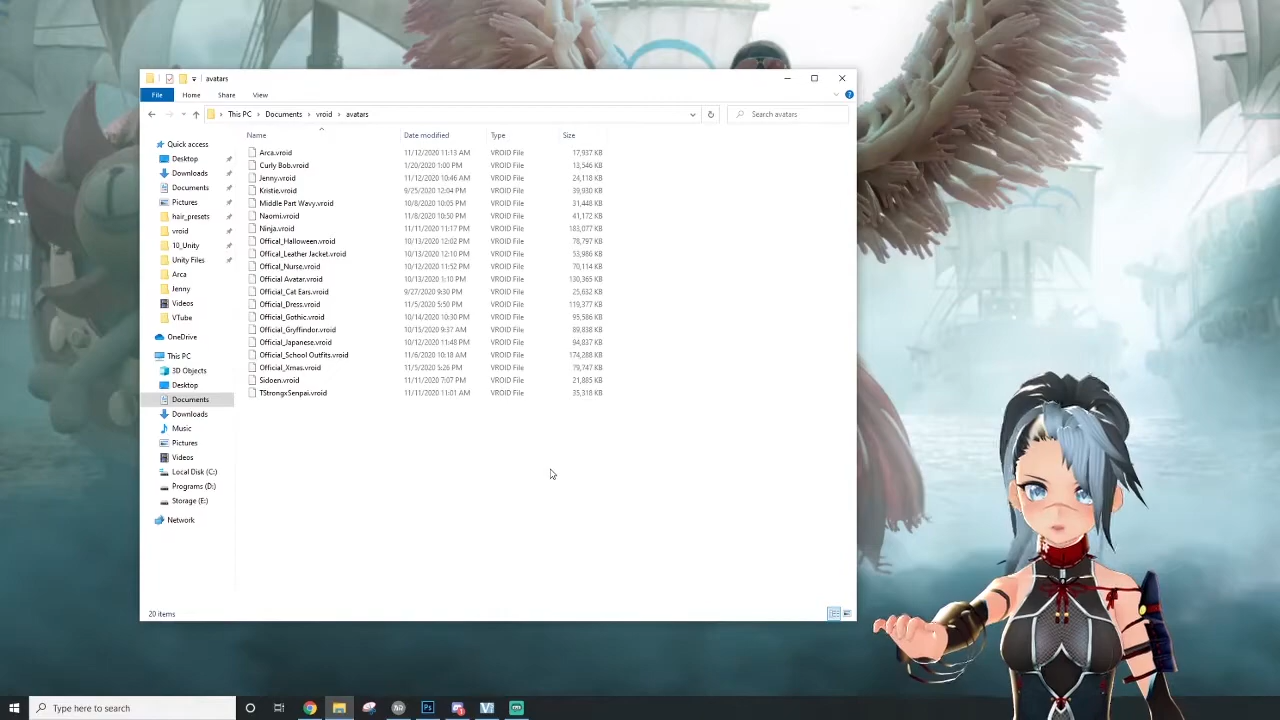 avatars
File Home Share View
This PC Documents vroid avatars
Search avatars
Name Date modified Type Size
Quick access
Desktop
Downloads
Documents
Pictures
hair_presets
vroid
10_Unity
Unity Files
Arca
Jenny
Videos
VTube
OneDrive
This PC
3D Objects
Desktop
Documents
Downloads
Music
Pictures
Videos
Local Disk (C:)
Programs (D:)
Storage (E:)
Network
Arca.vroid 11/12/2020 11:13 AM VROID File 17,937 KB
Curly Bob.vroid 1/20/2020 1:00 PM VROID File 13,546 KB
Jenny.vroid 11/12/2020 10:46 AM VROID File 24,118 KB
Kristie.vroid 9/25/2020 12:04 PM VROID File 39,930 KB
Middle Part Wavy.vroid 10/8/2020 10:05 PM VROID File 31,448 KB
Naomi.vroid 11/8/2020 10:50 PM VROID File 41,172 KB
Ninja.vroid 11/11/2020 11:17 PM VROID File 183,077 KB
Offical_Halloween.vroid 10/13/2020 12:02 PM VROID File 78,797 KB
Offical_Leather Jacket.vroid 10/13/2020 12:10 PM VROID File 53,986 KB
Offical_Nurse.vroid 10/12/2020 11:52 PM VROID File 70,114 KB
Official Avatar.vroid 10/13/2020 1:10 PM VROID File 130,365 KB
Official_Cat Ears.vroid 9/27/2020 9:30 PM VROID File 25,632 KB
Official_Dress.vroid 11/5/2020 5:50 PM VROID File 119,377 KB
Official_Gothic.vroid 10/14/2020 10:30 PM VROID File 95,586 KB
Official_Gryffindor.vroid 10/15/2020 9:37 AM VROID File 89,838 KB
Official_Japanese.vroid 10/12/2020 11:48 PM VROID File 94,837 KB
Official_School Outfits.vroid 11/6/2020 10:18 AM VROID File 174,288 KB
Official_Xmas.vroid 11/5/2020 5:26 PM VROID File 79,747 KB
Sidoen.vroid 11/11/2020 7:07 PM VROID File 21,885 KB
TStrongxSenpai.vroid 11/11/2020 11:01 AM VROID File 35,318 KB
20 items
Type here to search
Ps